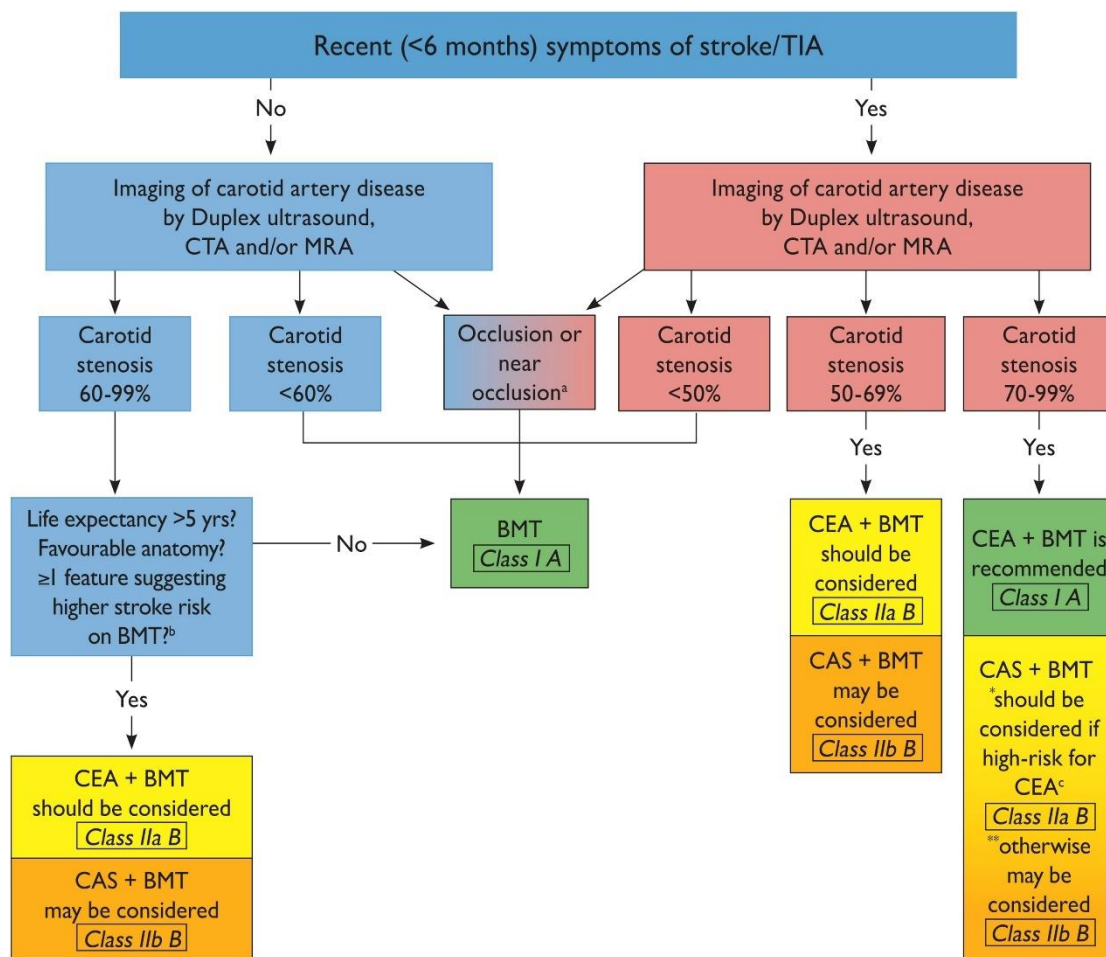 Recent (<6 months) symptoms of stroke/TIA
No
Yes
Imaging of carotid artery disease
by Duplex ultrasound,
CTA and/or MRA
Imaging of carotid artery disease
by Duplex ultrasound,
CTA and/or MRA
Carotid
stenosis
60-99%
Carotid
stenosis
<60%
Occlusion or
near
occlusionᵃ
Carotid
stenosis
<50%
Carotid
stenosis
50-69%
Carotid
stenosis
70-99%
Yes
Yes
Life expectancy >5 yrs?
Favourable anatomy?
≥1 feature suggesting
higher stroke risk
on BMT?ᵇ
No
BMT
Class I A
CEA + BMT
should be
considered
Class IIa B
CAS + BMT
may be
considered
Class IIb B
CEA + BMT is
recommended
Class I A
CAS + BMT
*should be
considered if
high-risk for
CEAᶜ
Class IIa B
**otherwise
may be
considered
Class IIb B
Yes
CEA + BMT
should be considered
Class IIa B
CAS + BMT
may be considered
Class IIb B